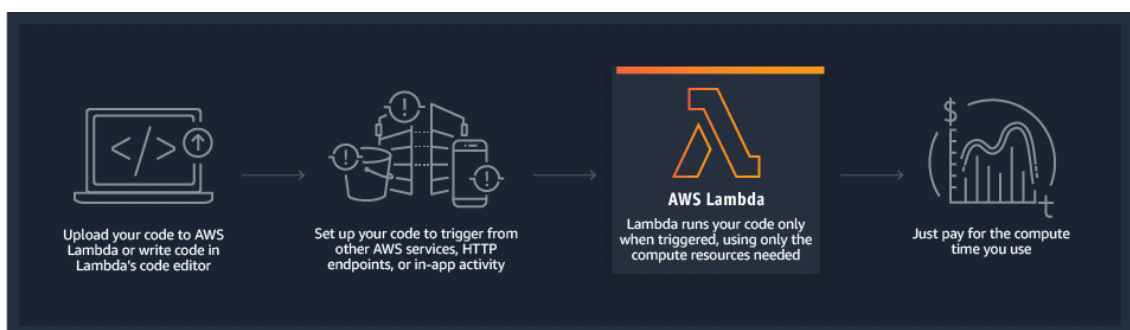 </>
Upload your code to AWS
Lambda or write code in
Lambda's code editor
Set up your code to trigger from
other AWS services, HTTP
endpoints, or in-app activity
AWS Lambda
Lambda runs your code only
when triggered, using only the
compute resources needed
$
t
Just pay for the compute
time you use